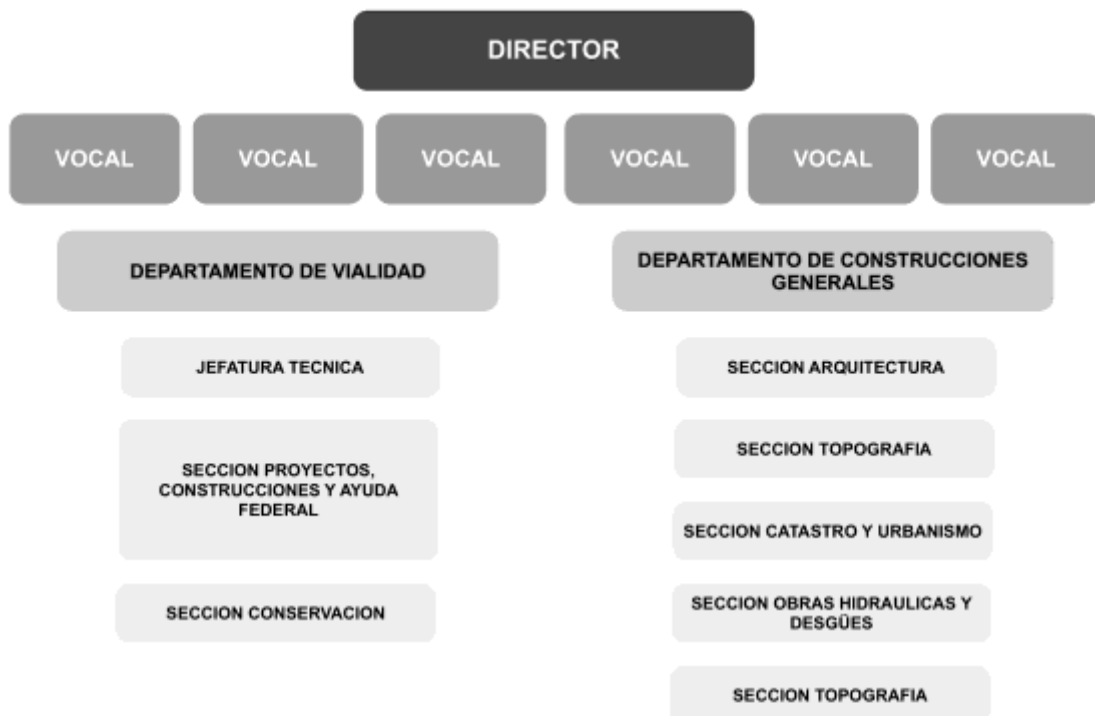 DIRECTOR
VOCAL
VOCAL
VOCAL
VOCAL
VOCAL
VOCAL
DEPARTAMENTO DE VIALIDAD
JEFATURA TECNICA
SECCION PROYECTOS,
CONSTRUCCIONES Y AYUDA
FEDERAL
SECCION CONSERVACION
DEPARTAMENTO DE CONSTRUCCIONES
GENERALES
SECCION ARQUITECTURA
SECCION TOPOGRAFIA
SECCION CATASTRO Y URBANISMO
SECCION OBRAS HIDRAULICAS Y
DESGÜES
SECCION TOPOGRAFIA